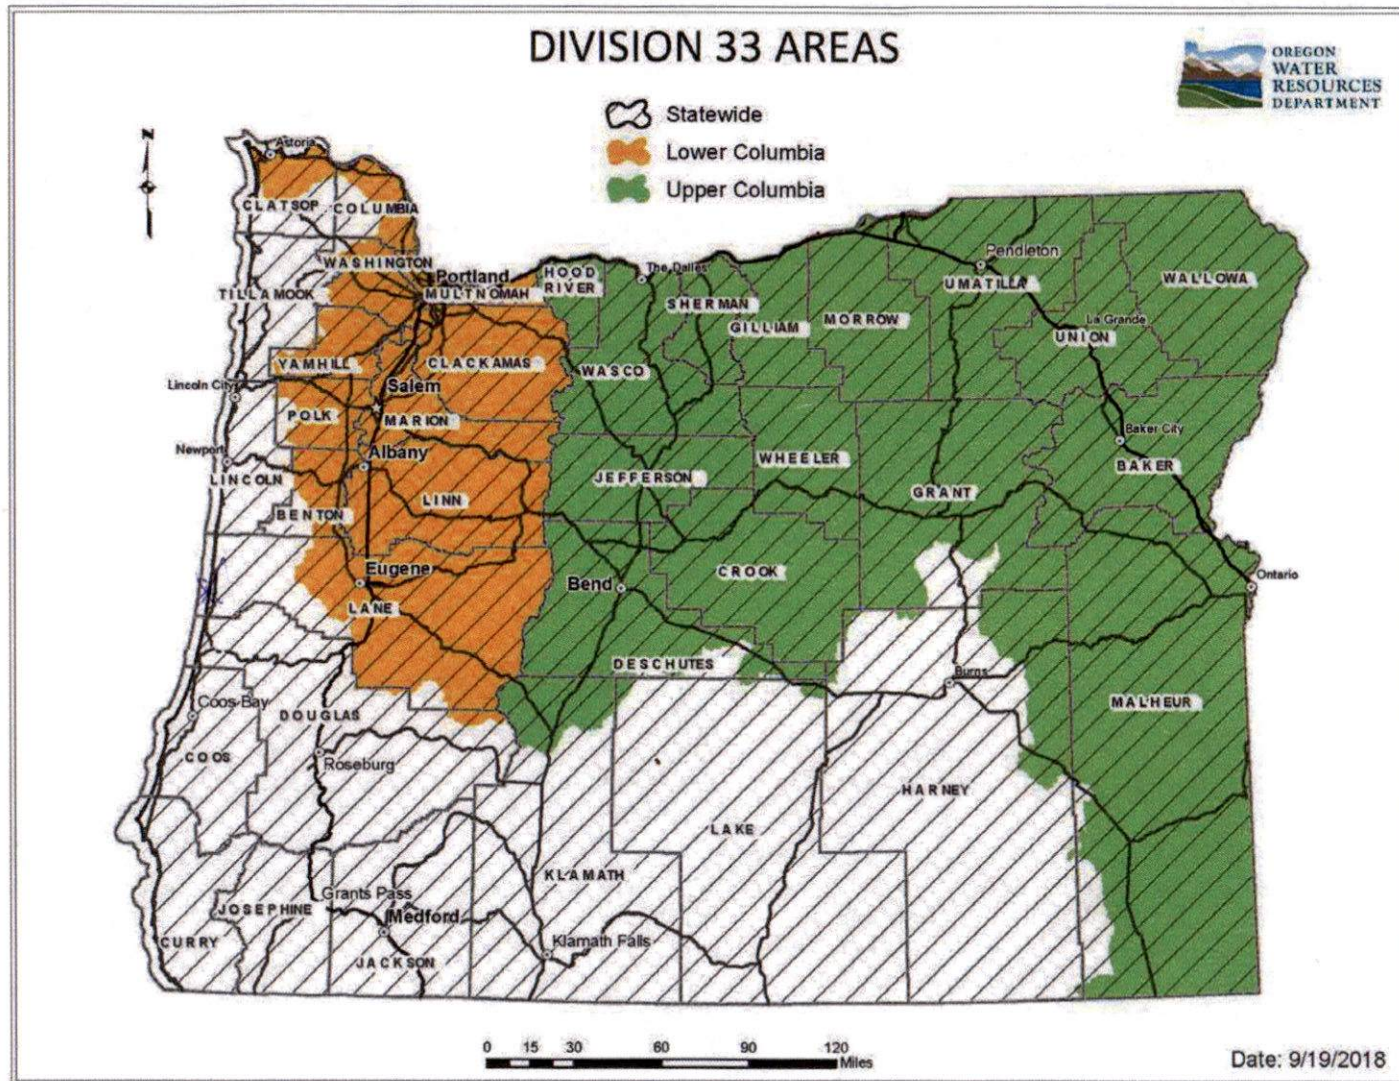 DIVISION 33 AREAS
OREGON
WATER
RESOURCES
DEPARTMENT
Statewide
Lower Columbia
Upper Columbia
N
Astoria
CLATSOP
COLUMBIA
WASHINGTON
Portland
HOOD
RIVER
The Dalles
Pendleton
TILLAMOOK
MULTNOMAH
SHERMAN
UMATILLA
WALLOWA
GILLIAM
MORROW
La Grande
UNION
YAMHILL
CLACKAMAS
WASCO
Lincoln City
Salem
POLK
MARION
Baker City
Newport
Albany
WHEELER
BAKER
LINCOLN
JEFFERSON
LINN
GRANT
BENTON
Eugene
Bend
CROOK
Ontario
LANE
DESCHUTES
Burns
Coos Bay
DOUGLAS
MALHEUR
COOS
Roseburg
HARNEY
LAKE
KLAMATH
Grants Pass
JOSEPHINE
Medford
CURRY
Klamath Falls
JACKSON
0 15 30 60 90 120
Miles
Date: 9/19/2018